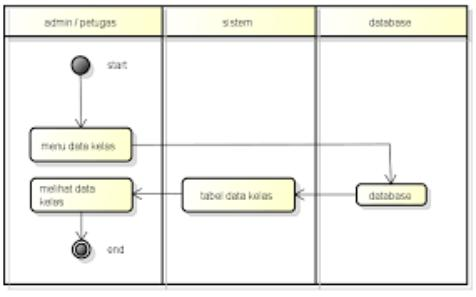 admin / petugas
sistem
database
start
menu data kelas
melihat data
kelas
tabel data kelas
database
end